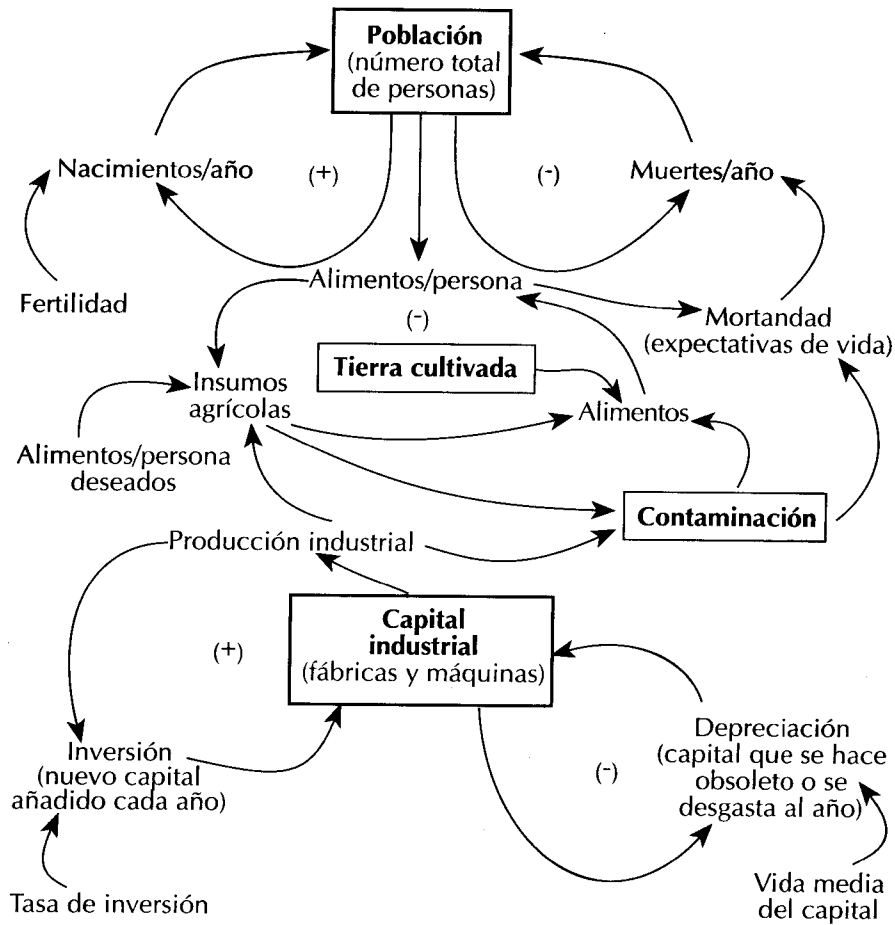 Población
(número total
de personas)
Nacimientos/año
(+)
(-)
Muertes/año
Fertilidad
Alimentos/persona
(-)
Mortandad
(expectativas de vida)
Tierra cultivada
Insumos
agrícolas
Alimentos
Alimentos/persona
deseados
Contaminación
Producción industrial
Capital
industrial
(fábricas y máquinas)
(+)
Inversión
(nuevo capital
añadido cada año)
(-)
Depreciación
(capital que se hace
obsoleto o se
desgasta al año)
Tasa de inversión
Vida media
del capital